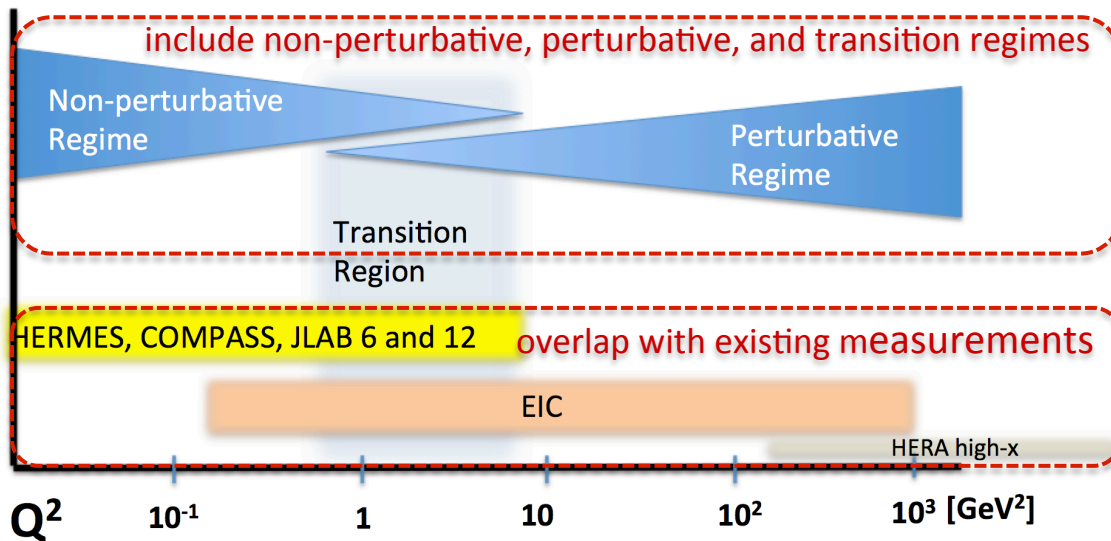 include non-perturbative, perturbative, and transition regimes
Non-perturbative
Regime
Perturbative
Regime
Transition
Region
HERMES, COMPASS, JLAB 6 and 12
overlap with existing measurements
EIC
HERA high-x
Q² 10⁻¹ 1 10 10² 10³ [GeV²]